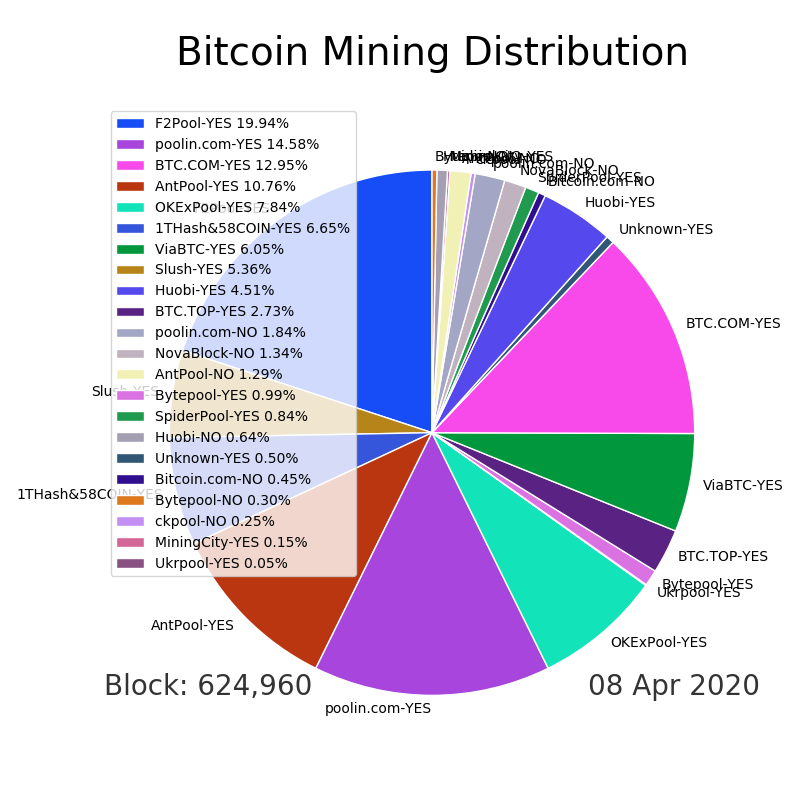 Bitcoin Mining Distribution
F2Pool-YES 19.94%
poolin.com-YES 14.58%
BTC.COM-YES 12.95%
AntPool-YES 10.76%
OKExPool-YES 7.84%
1THash&58COIN-YES 6.65%
ViaBTC-YES 6.05%
Slush-YES 5.36%
Huobi-YES 4.51%
BTC.TOP-YES 2.73%
poolin.com-NO 1.84%
NovaBlock-NO 1.34%
AntPool-NO 1.29%
Bytepool-YES 0.99%
SpiderPool-YES 0.84%
Huobi-NO 0.64%
Unknown-YES 0.50%
Bitcoin.com-NO 0.45%
Bytepool-NO 0.30%
ckpool-NO 0.25%
MiningCity-YES 0.15%
Ukrpool-YES 0.05%
poolin.com-NO
NovaBlock-NO
SpiderPool-YES
Bitcoin.com-NO
Huobi-YES
Unknown-YES
BTC.COM-YES
Slush-YES
ViaBTC-YES
1THash&58COIN-YES
BTC.TOP-YES
Bytepool-YES
Ukrpool-YES
AntPool-YES
OKExPool-YES
poolin.com-YES
Block: 624,960
08 Apr 2020